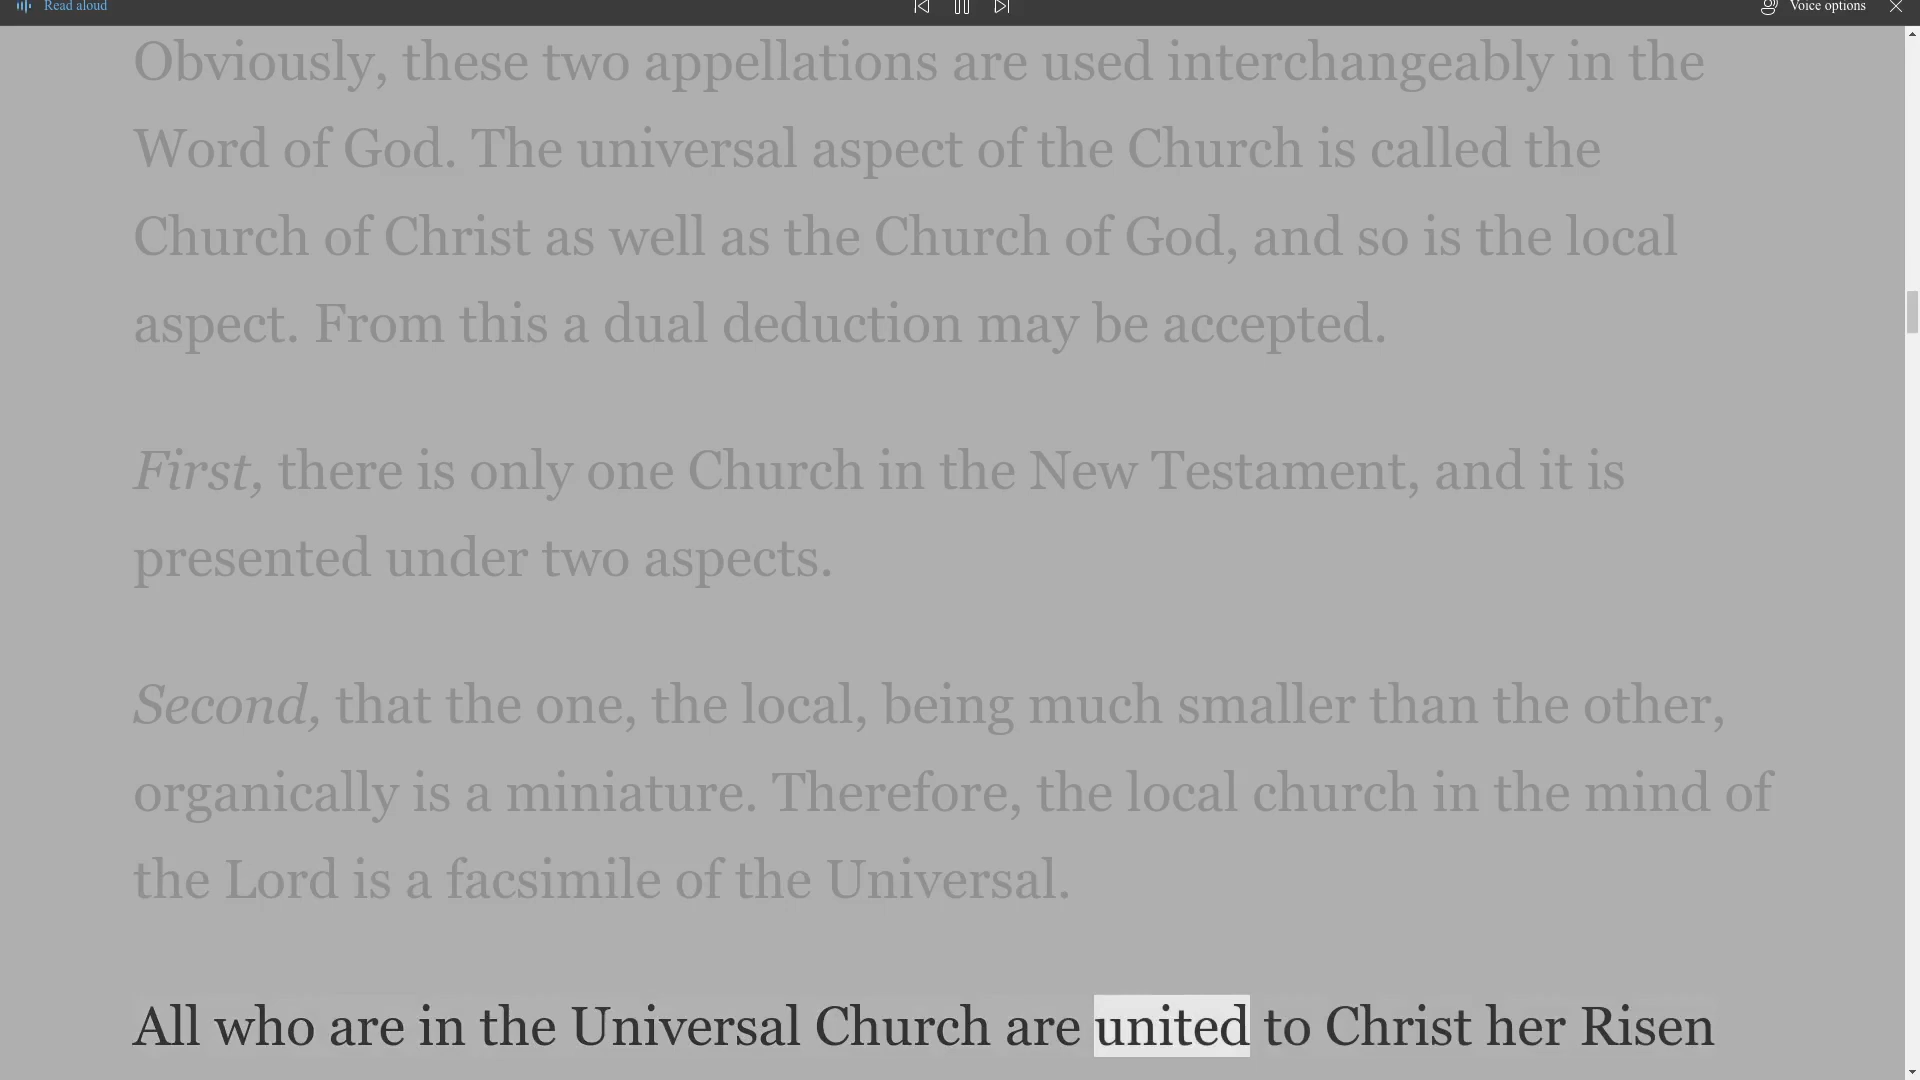 Read aloud
Voice options
Obviously, these two appellations are used interchangeably in the
Word of God. The universal aspect of the Church is called the
Church of Christ as well as the Church of God, and so is the local
aspect. From this a dual deduction may be accepted.
First, there is only one Church in the New Testament, and it is
presented under two aspects.
Second, that the one, the local, being much smaller than the other,
organically is a miniature. Therefore, the local church in the mind of
the Lord is a facsimile of the Universal.
All who are in the Universal Church are united to Christ her Risen